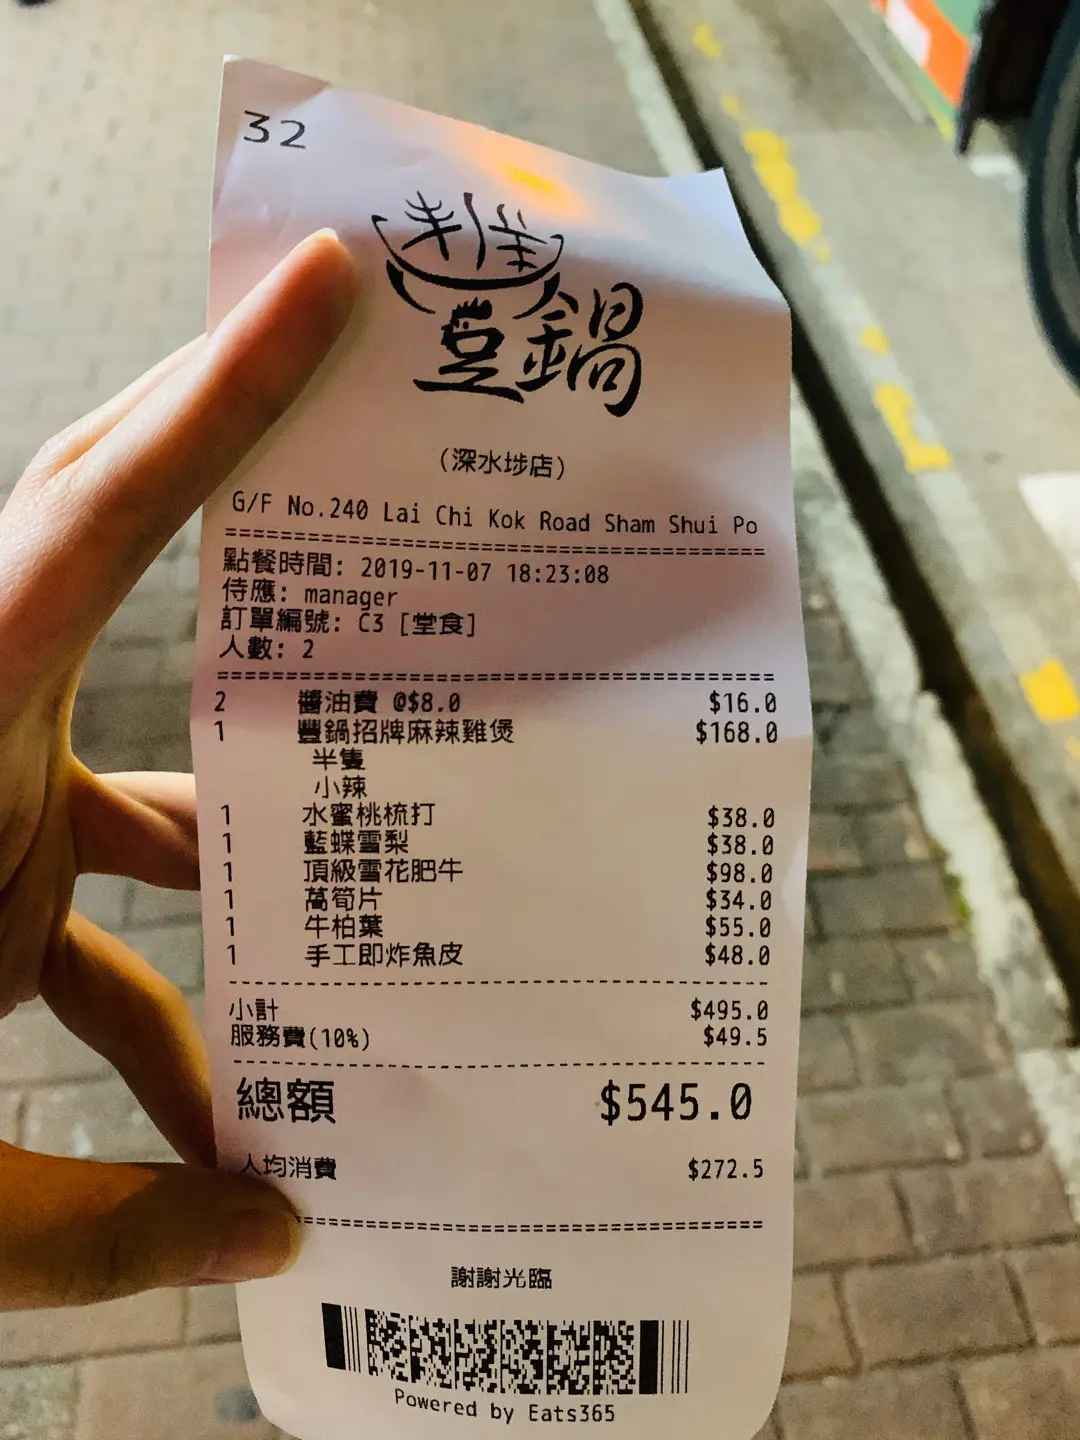 32
豐鍋
(深水埗店)
G/F No.240 Lai Chi Kok Road Sham Shui Po
點餐時間: 2019-11-07 18:23:08
侍應: manager
訂單編號: C3 [堂食]
人數: 2
2 醬油費 @$8.0 $16.0
1 豐鍋招牌麻辣雞煲 $168.0
半隻
小辣
1 水蜜桃梳打 $38.0
1 藍蝶雪梨 $38.0
1 頂級雪花肥牛 $98.0
1 萵筍片 $34.0
1 牛柏葉 $55.0
1 手工即炸魚皮 $48.0
小計 $495.0
服務費(10%) $49.5
總額 $545.0
人均消費 $272.5
謝謝光臨
Powered by Eats365